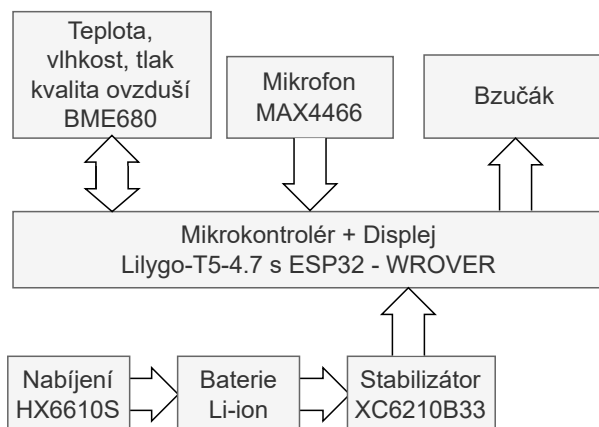 Teplota,
vlhkost, tlak
kvalita ovzduší
BME680
Mikrofon
MAX4466
Bzučák
Mikrokontrolér + Displej
Lilygo-T5-4.7 s ESP32 - WROVER
Nabíjení
HX6610S
Baterie
Li-ion
Stabilizátor
XC6210B33